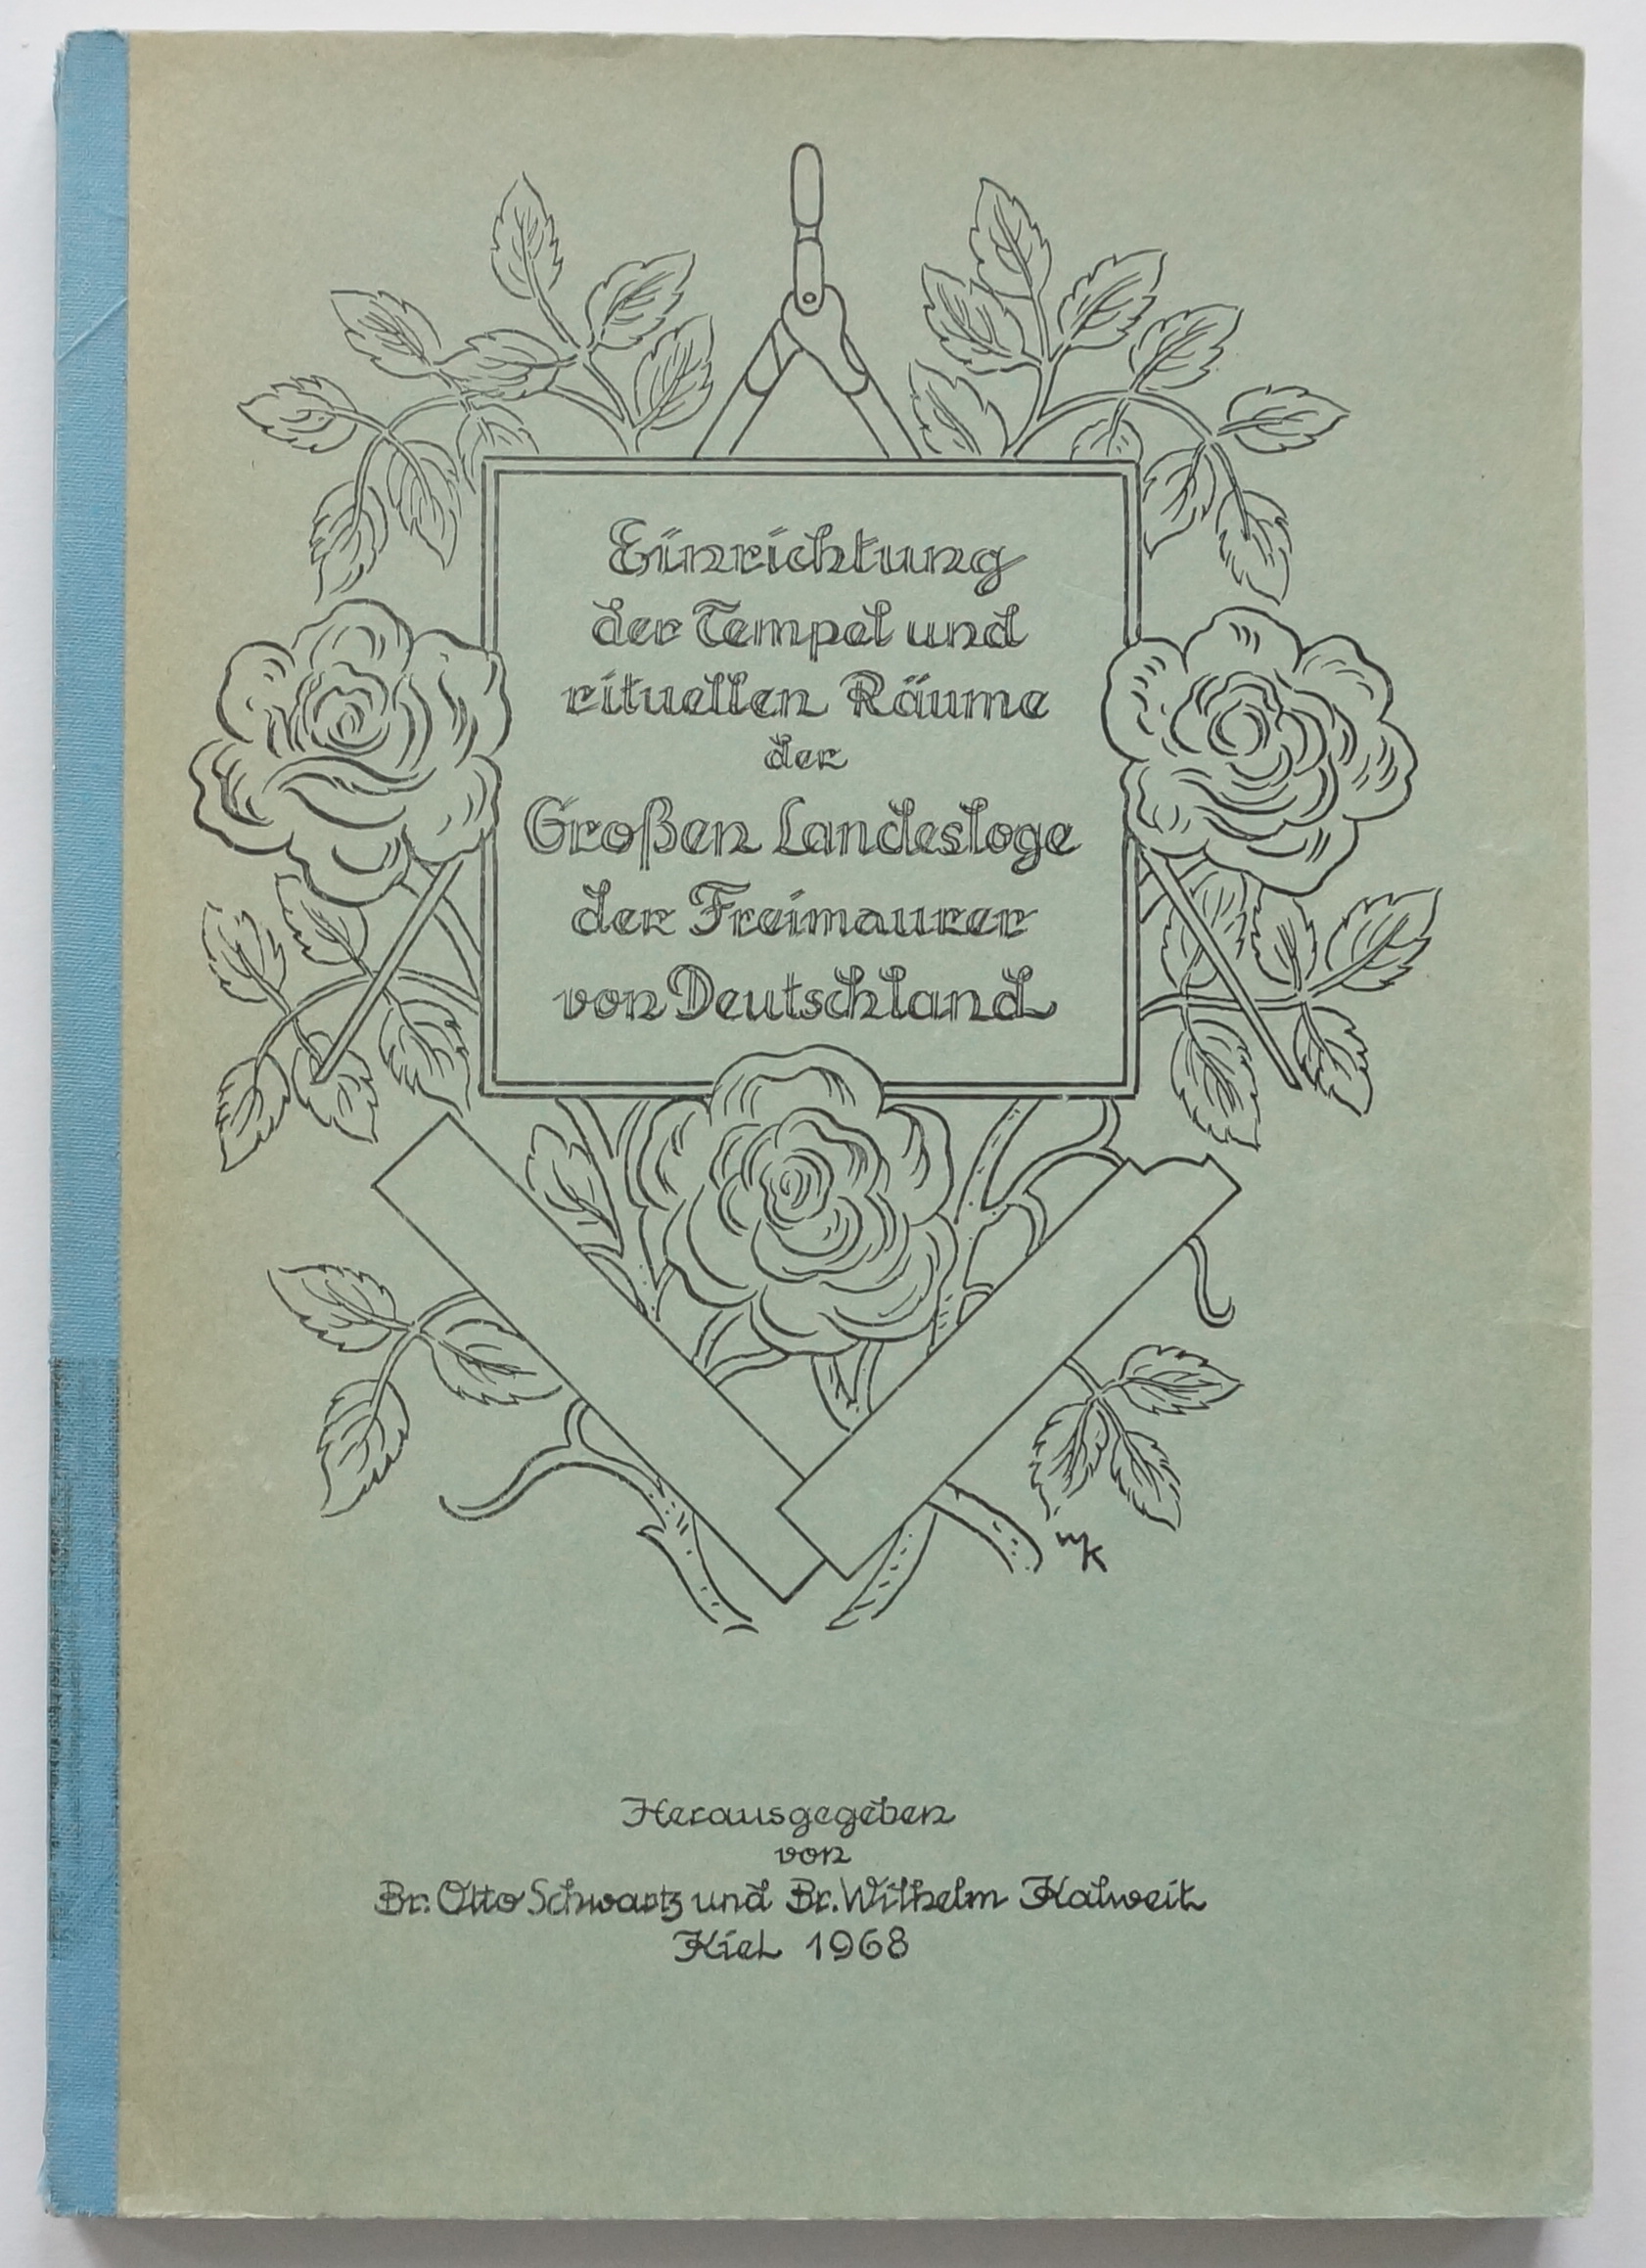 Einrichtung
der Tempel und
rituellen Räume
der
Großen Landesloge
der Freimaurer
von Deutschland
WK
Herausgegeben
von
Br. Otto Schwartz und Br. Wilhelm Kalweit
Kiel 1968